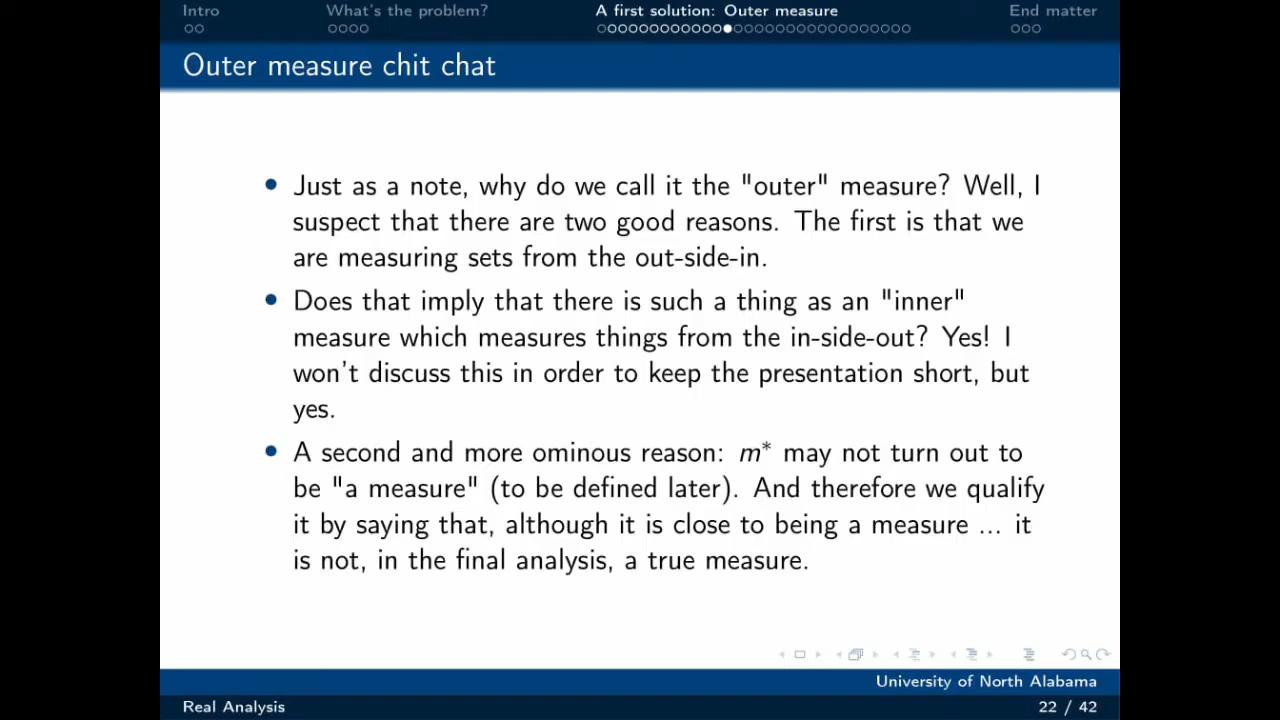 Intro What's the problem? A first solution: Outer measure End matter
Outer measure chit chat
• Just as a note, why do we call it the "outer" measure? Well, I
suspect that there are two good reasons. The first is that we
are measuring sets from the out-side-in.
• Does that imply that there is such a thing as an "inner"
measure which measures things from the in-side-out? Yes! I
won't discuss this in order to keep the presentation short, but
yes.
• A second and more ominous reason: m* may not turn out to
be "a measure" (to be defined later). And therefore we qualify
it by saying that, although it is close to being a measure ... it
is not, in the final analysis, a true measure.
University of North Alabama
Real Analysis 22 / 42